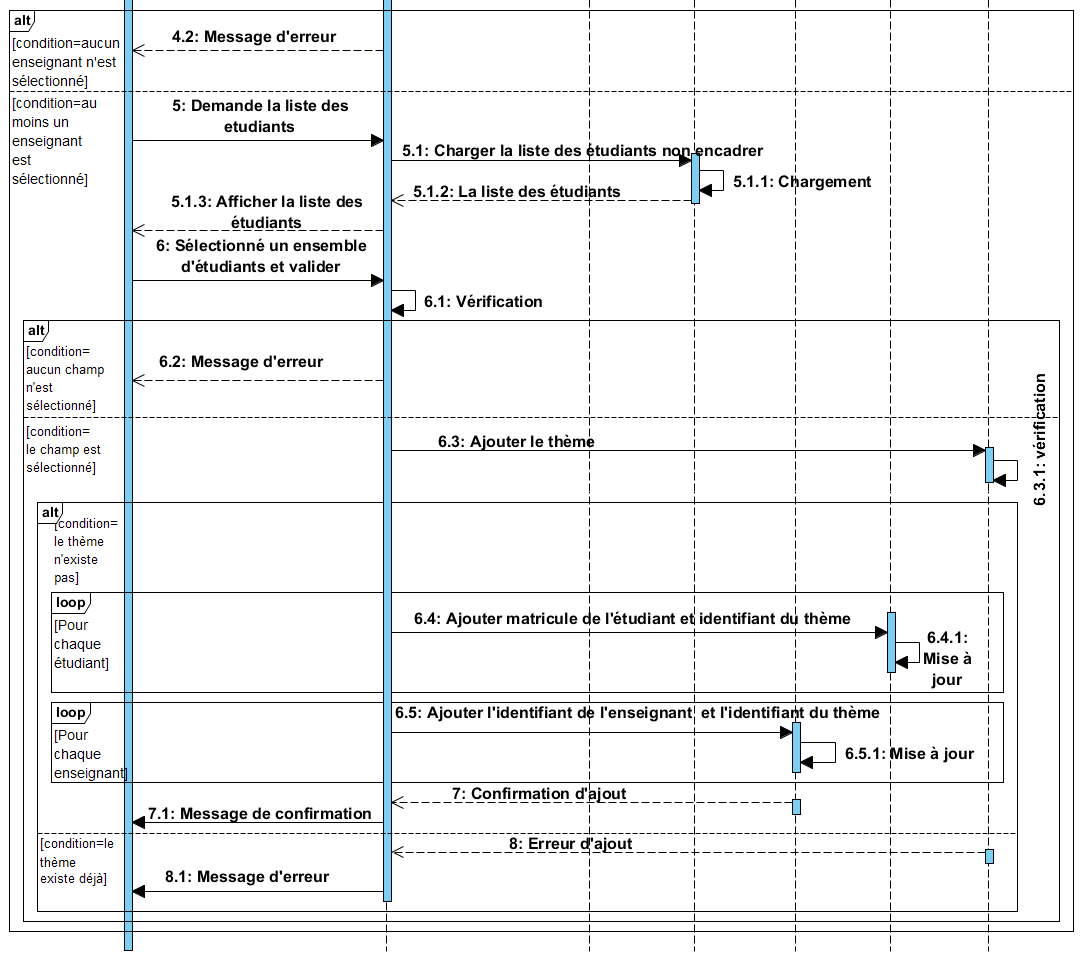 alt
[condition=aucun
enseignant n'est
sélectionné]
4.2: Message d'erreur
[condition=au
moins un
enseignant
est
sélectionné]
5: Demande la liste des
etudiants
5.1: Charger la liste des étudiants non encadrer
5.1.1: Chargement
5.1.2: La liste des étudiants
5.1.3: Afficher la liste des
étudiants
6: Sélectionné un ensemble
d'étudiants et valider
6.1: Vérification
alt
[condition=
aucun champ
n'est
sélectionné]
6.2: Message d'erreur
[condition=
le champ est
sélectionné]
6.3: Ajouter le thème
6.3.1: vérification
alt
[condition=
le thème
n'existe
pas]
loop
[Pour
chaque
étudiant]
6.4: Ajouter matricule de l'étudiant et identifiant du thème
6.4.1:
Mise à
jour
loop
[Pour
chaque
enseignant]
6.5: Ajouter l'identifiant de l'enseignant et l'identifiant du thème
6.5.1: Mise à jour
7: Confirmation d'ajout
7.1: Message de confirmation
[condition=le
thème
existe déjà]
8: Erreur d'ajout
8.1: Message d'erreur